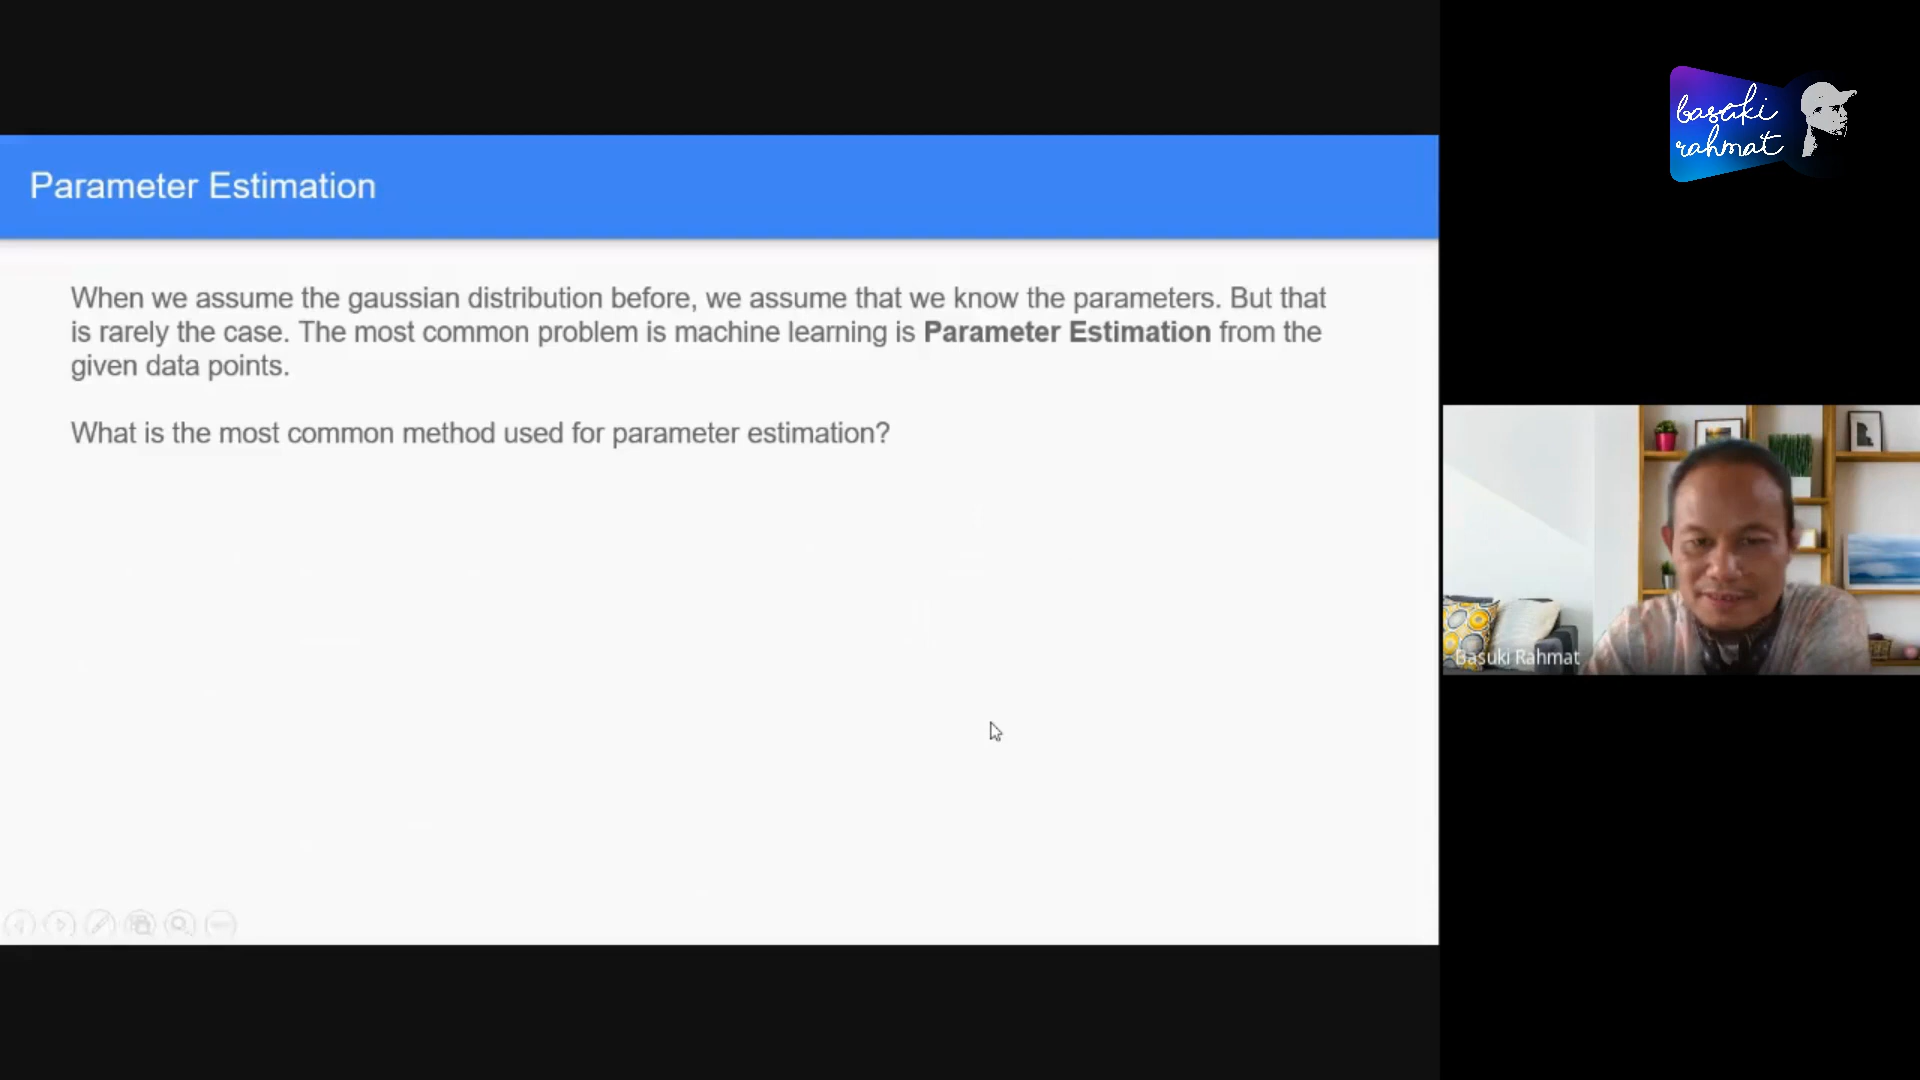 basuki
rahmat
Parameter Estimation
When we assume the gaussian distribution before, we assume that we know the parameters. But that
is rarely the case. The most common problem is machine learning is Parameter Estimation from the
given data points.
What is the most common method used for parameter estimation?
Basuki Rahmat